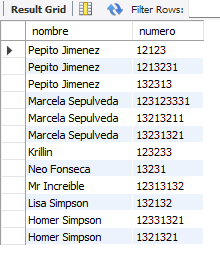 Result Grid Filter Rows:
nombre numero
Pepito Jimenez 12123
Pepito Jimenez 1213231
Pepito Jimenez 132313
Marcela Sepulveda 123123331
Marcela Sepulveda 13213211
Marcela Sepulveda 13231321
Krillin 123233
Neo Fonseca 13231
Mr Increible 12313132
Lisa Simpson 132132
Homer Simpson 12331321
Homer Simpson 1321321